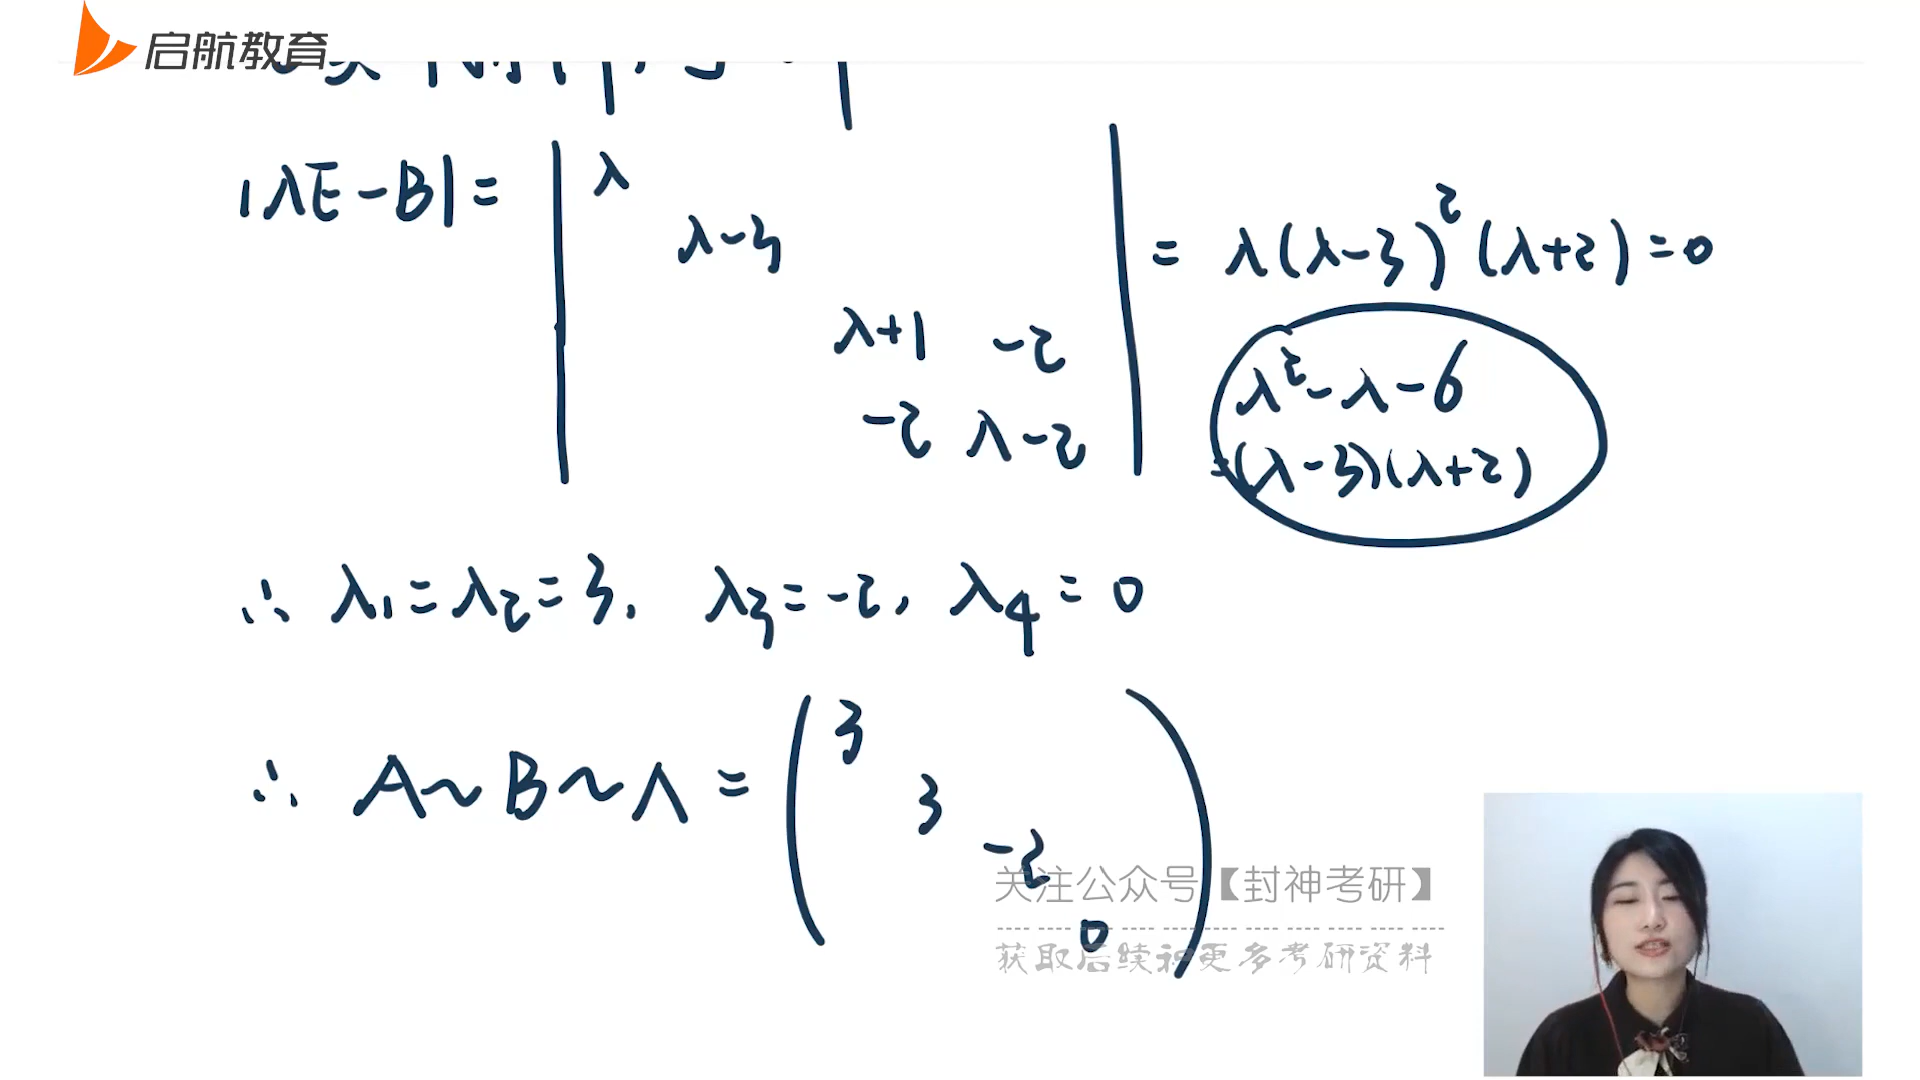 启航教育
|λE-B|=
λ
λ-3
λ+1 -2
-2 λ-2
= λ(λ-3)²(λ+2)=0
λ²-λ-6
=(λ-3)(λ+2)
∴ λ₁=λ₂=3, λ₃=-2, λ₄=0
∴ A~B~Λ=
3
3
-2
0
关注公众号【封神考研】
获取后续和更多考研资料